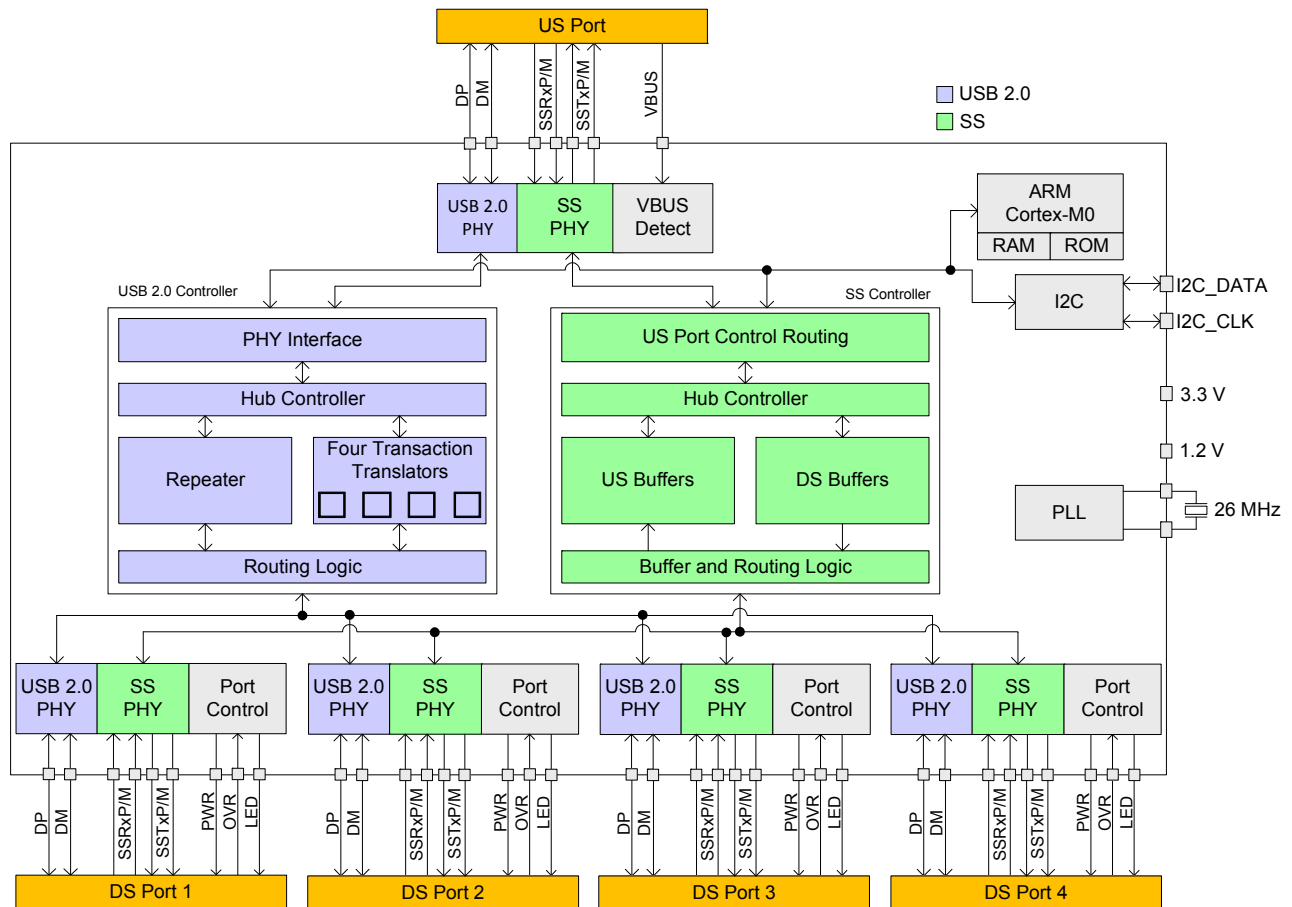 US Port
DP
DM
SSRxP/M
SSTxP/M
VBUS
USB 2.0
SS
USB 2.0
PHY
SS
PHY
VBUS
Detect
ARM
Cortex-M0
RAM
ROM
I2C
I2C_DATA
I2C_CLK
3.3 V
1.2 V
PLL
26 MHz
USB 2.0 Controller
PHY Interface
Hub Controller
Repeater
Four Transaction
Translators
Routing Logic
SS Controller
US Port Control Routing
Hub Controller
US Buffers
DS Buffers
Buffer and Routing Logic
USB 2.0
PHY
SS
PHY
Port
Control
USB 2.0
PHY
SS
PHY
Port
Control
USB 2.0
PHY
SS
PHY
Port
Control
USB 2.0
PHY
SS
PHY
Port
Control
DP
DM
SSRxP/M
SSTxP/M
PWR
OVR
LED
DP
DM
SSRxP/M
SSTxP/M
PWR
OVR
LED
DP
DM
SSRxP/M
SSTxP/M
PWR
OVR
LED
DP
DM
SSRxP/M
SSTxP/M
PWR
OVR
LED
DS Port 1
DS Port 2
DS Port 3
DS Port 4